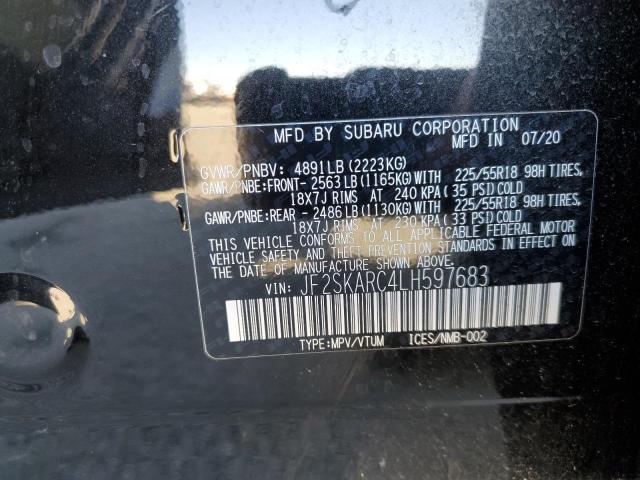 MFD BY SUBARU CORPORATION
MFD IN 07/20
GVWR/PNBV: 4891LB (2223KG)
GAWR/PNBE:FRONT- 2563LB (1165KG)WITH 225/55R18 98H TIRES,
18X7J RIMS AT 240 KPA (35 PSI)COLD
GAWR/PNBE:REAR - 2486LB (1130KG)WITH 225/55R18 98H TIRES,
18X7J RIMS AT 230 KPA (33 PSI)COLD
THIS VEHICLE CONFORMS TO ALL APPLICABLE FEDERAL MOTOR
VEHICLE SAFETY AND THEFT PREVENTION STANDARDS IN EFFECT ON
THE DATE OF MANUFACTURE SHOWN ABOVE.
VIN: JF2SKARC4LH597683
TYPE:MPV/VTUM ICES/NMB-002